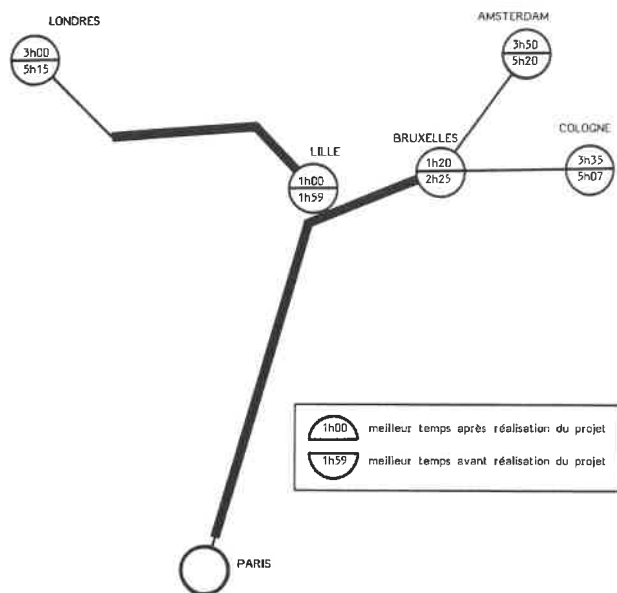 LONDRES
3h00
5h15
AMSTERDAM
3h50
5h20
LILLE
1h00
1h59
BRUXELLES
1h20
2h25
COLOGNE
3h35
5h07
1h00 meilleur temps après réalisation du projet
1h59 meilleur temps avant réalisation du projet
PARIS